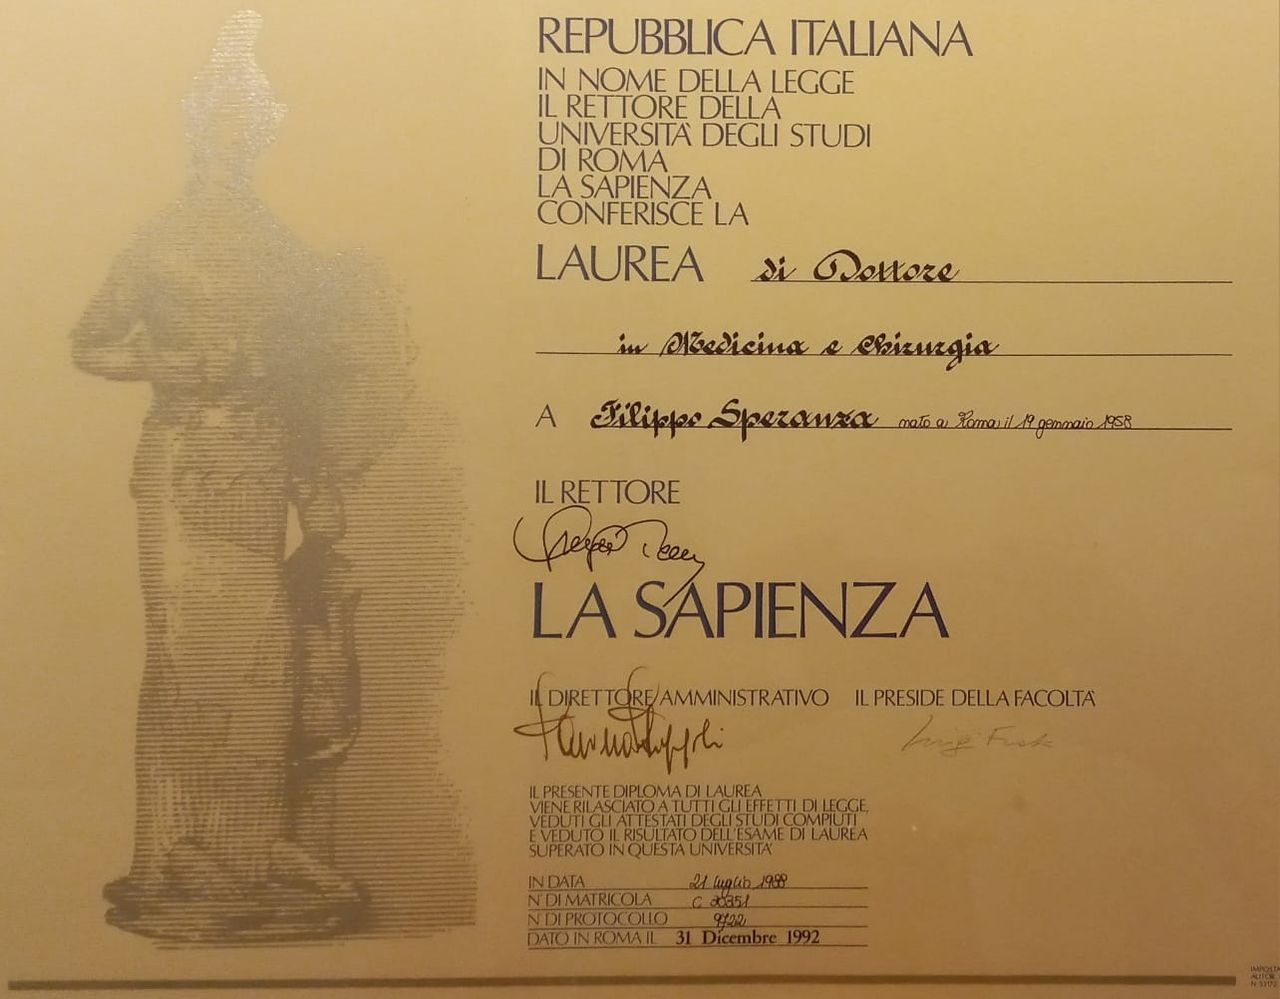 REPUBBLICA ITALIANA
IN NOME DELLA LEGGE
IL RETTORE DELLA
UNIVERSITA' DEGLI STUDI
DI ROMA
LA SAPIENZA
CONFERISCE LA
LAUREA di Dottore
in Medicina e Chirurgia
A Filippo Speranza nato a Roma il 19 gennaio 1958
IL RETTORE
LA SAPIENZA
IL DIRETTORE AMMINISTRATIVO IL PRESIDE DELLA FACOLTA'
IL PRESENTE DIPLOMA DI LAUREA
VIENE RILASCIATO A TUTTI GLI EFFETTI DI LEGGE,
VEDUTI GLI ATTESTATI DEGLI STUDI COMPIUTI
E VEDUTO IL RISULTATO DELL'ESAME DI LAUREA
SUPERATO IN QUESTA UNIVERSITA'
IN DATA 21 luglio 1988
N° DI MATRICOLA
N° DI PROTOCOLLO 9722
DATO IN ROMA IL 31 Dicembre 1992